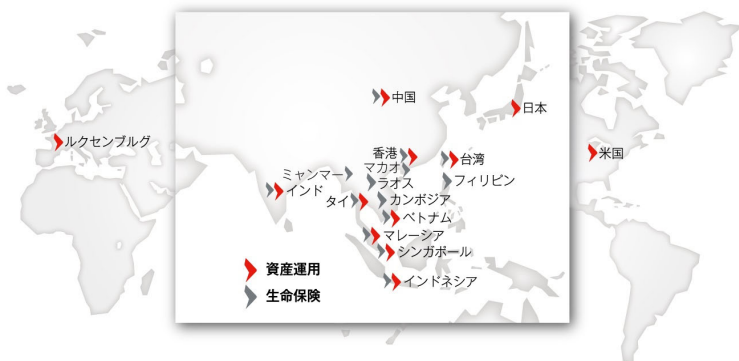 中国
日本
ルクセンブルグ
香港
台湾
米国
マカオ
ミャンマー
ラオス
フィリピン
インド
タイ
カンボジア
ベトナム
マレーシア
シンガポール
資産運用
インドネシア
生命保険